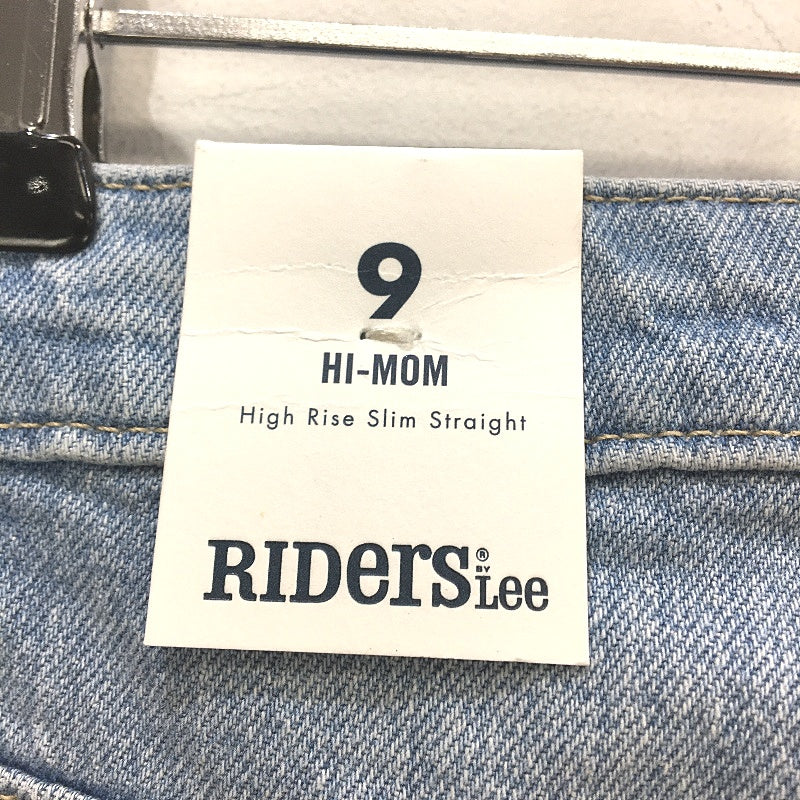 9
HI-MOM
High Rise Slim Straight
RIDERS® BY Lee